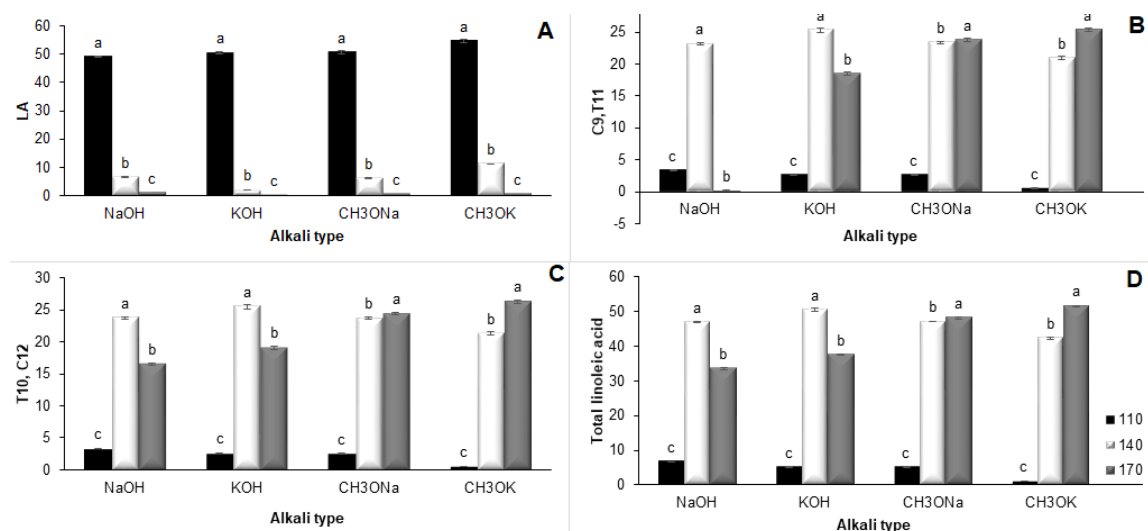 A
60
50
40
30
20
10
0
LA
a a a a
b b b b
c c c c
NaOH KOH CH3ONa CH3OK
Alkali type
B
25
20
15
10
5
0
-5
C9,T11
a a b a a
b b
c b c c c
NaOH KOH CH3ONa CH3OK
Alkali type
C
30
25
20
15
10
5
0
T10, C12
a a b a b a
b b
c c c c
NaOH KOH CH3ONa CH3OK
Alkali type
D
60
50
40
30
20
10
0
Total linoleic acid
a a b a b a
b b
c c c c
NaOH KOH CH3ONa CH3OK
Alkali type
110
140
170